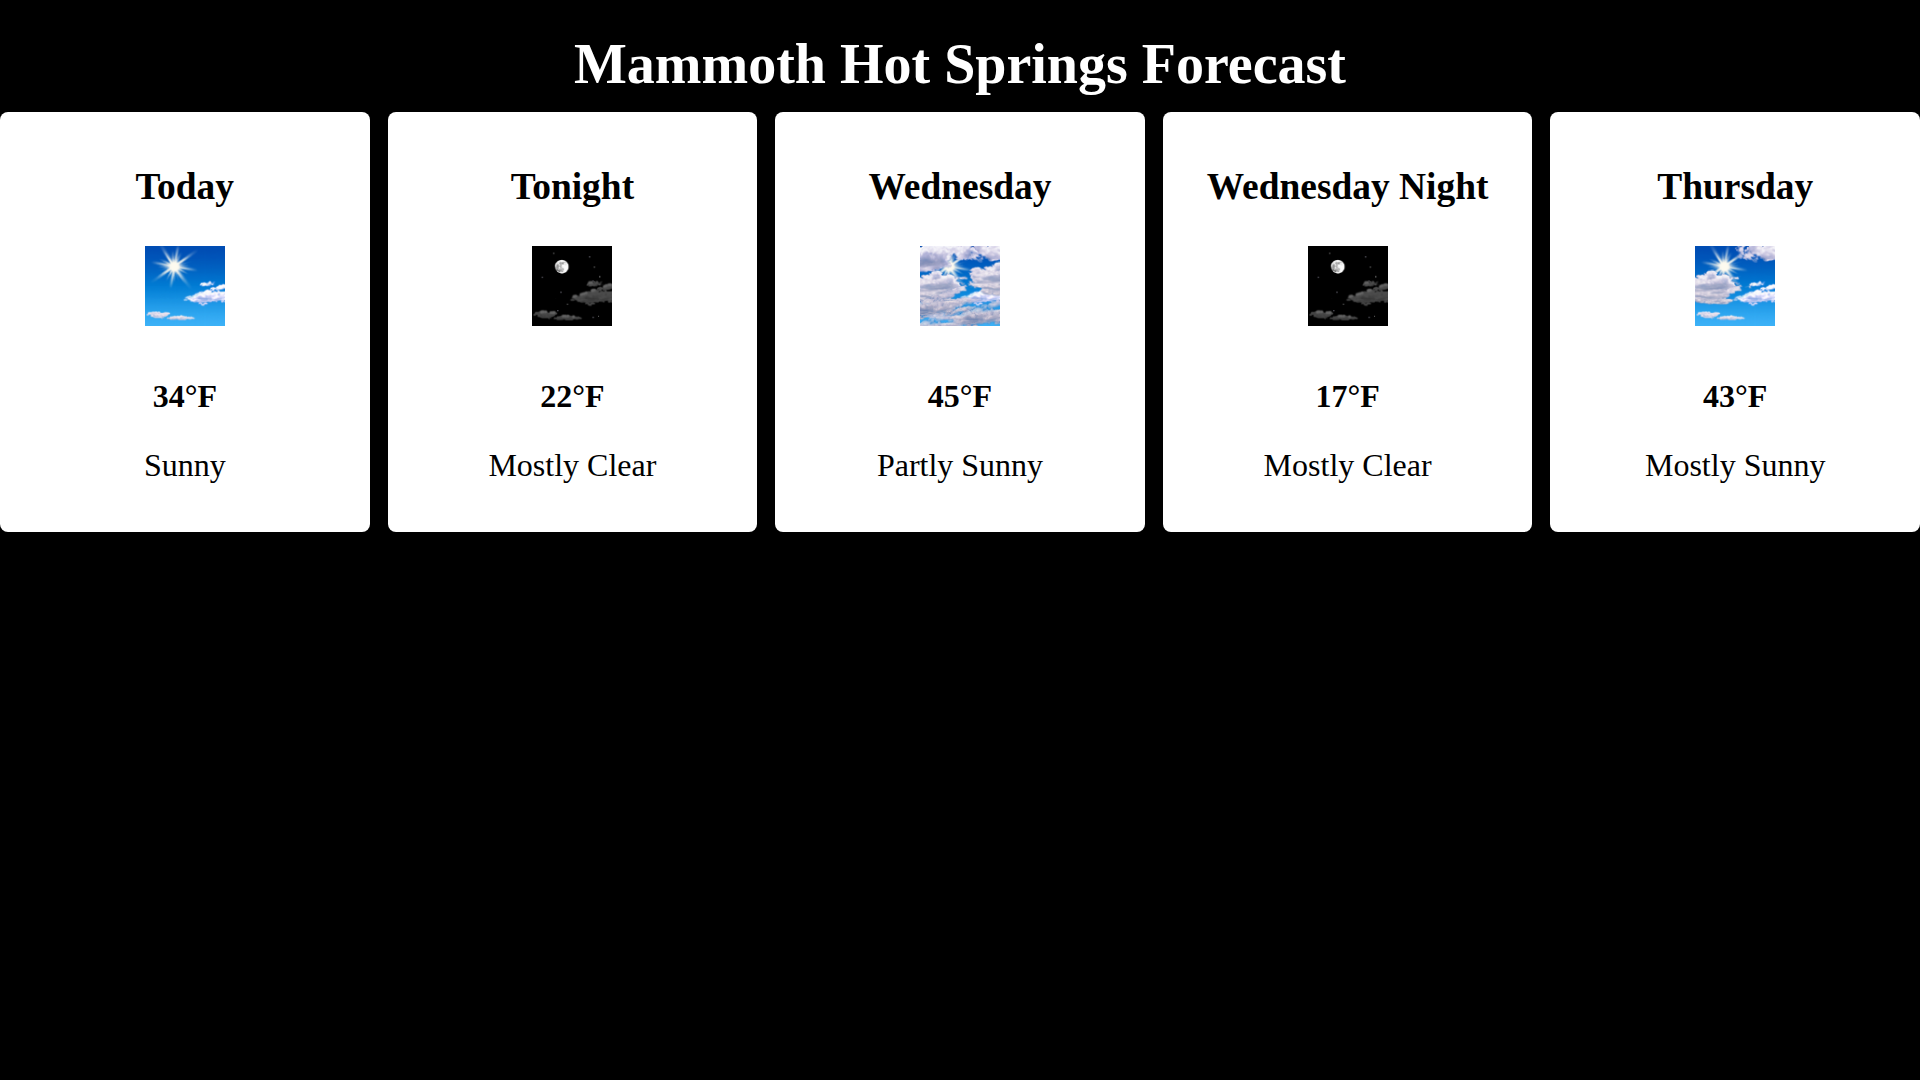 Mammoth Hot Springs Forecast
Today
34°F
Sunny
Tonight
22°F
Mostly Clear
Wednesday
45°F
Partly Sunny
Wednesday Night
17°F
Mostly Clear
Thursday
43°F
Mostly Sunny